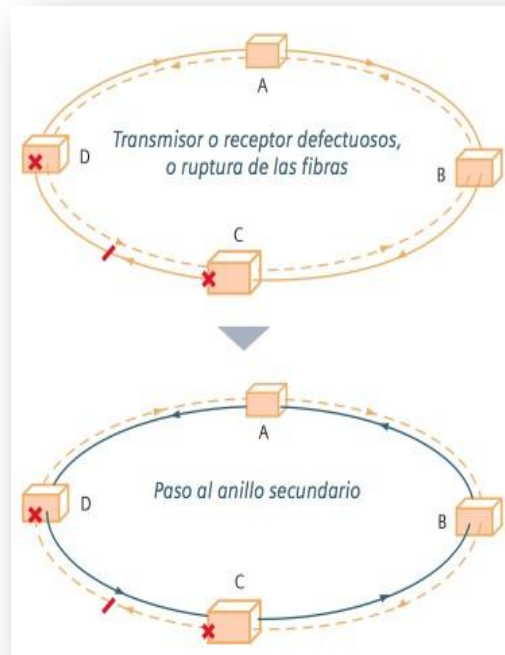 A
Transmisor o receptor defectuosos,
o ruptura de las fibras
D
B
C
A
Paso al anillo secundario
D
B
C